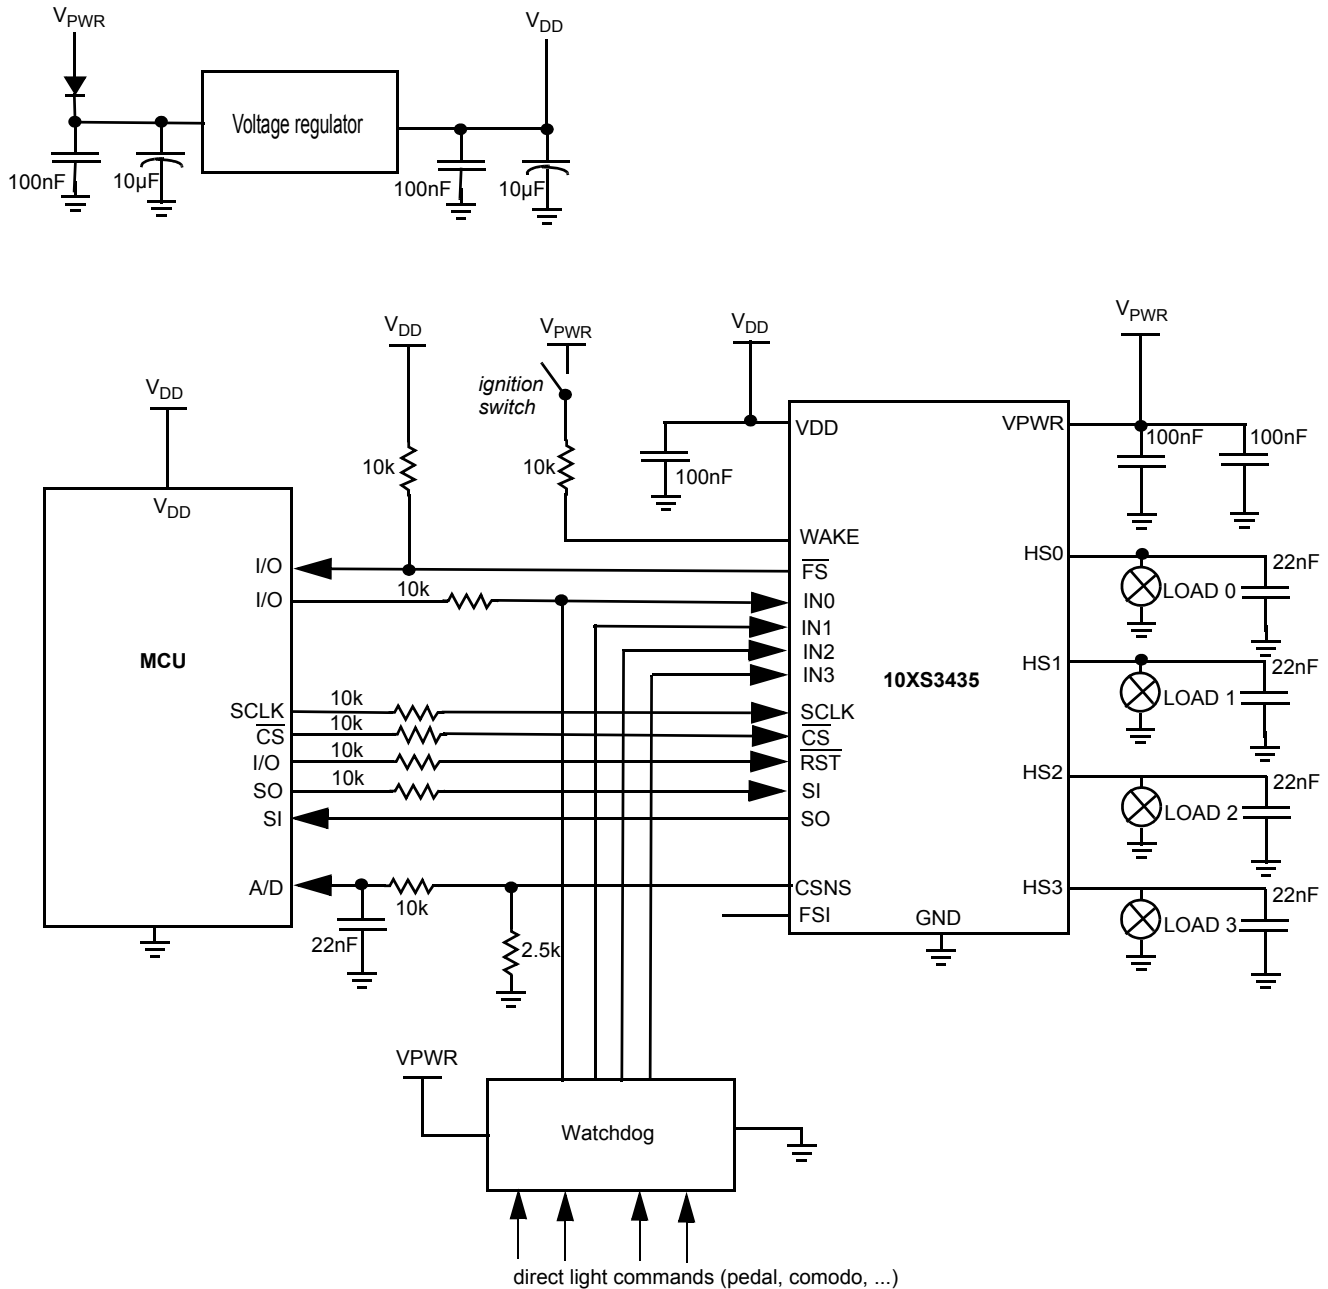 VPWR
VDD
Voltage regulator
100nF
10µF
100nF
10µF
VDD
VPWR
VDD
VPWR
VDD
ignition
switch
10k
10k
VDD
100nF
VPWR
100nF
100nF
VDD
WAKE
I/O
FS
HS0
22nF
10k
I/O
IN0
LOAD 0
IN1
IN2
IN3
MCU
10XS3435
HS1
22nF
LOAD 1
10k
SCLK
SCLK
10k
CS
CS
10k
I/O
RST
10k
SO
SI
SI
SO
HS2
22nF
LOAD 2
A/D
10k
CSNS
HS3
22nF
FSI
GND
LOAD 3
22nF
2.5k
VPWR
Watchdog
direct light commands (pedal, comodo, ...)